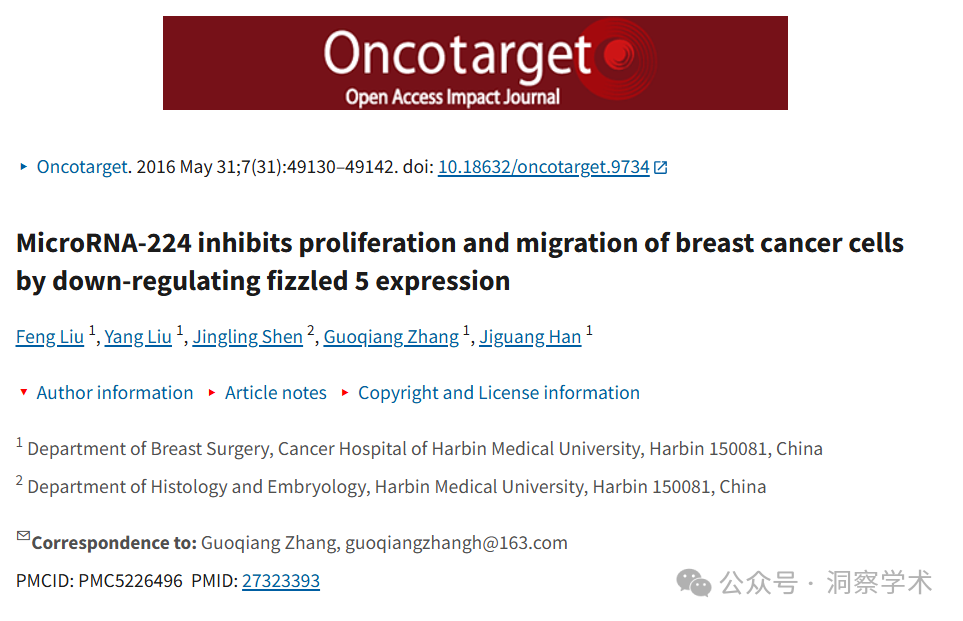 Oncotarget
Open Access Impact Journal
Oncotarget. 2016 May 31;7(31):49130–49142. doi: 10.18632/oncotarget.9734
MicroRNA-224 inhibits proliferation and migration of breast cancer cells
by down-regulating fizzled 5 expression
Feng Liu 1, Yang Liu 1, Jingling Shen 2, Guoqiang Zhang 1, Jiguang Han 1
Author information Article notes Copyright and License information
1 Department of Breast Surgery, Cancer Hospital of Harbin Medical University, Harbin 150081, China
2 Department of Histology and Embryology, Harbin Medical University, Harbin 150081, China
Correspondence to: Guoqiang Zhang, guoqiangzhangh@163.com
PMCID: PMC5226496 PMID: 27323393
公众号 · 洞察学术